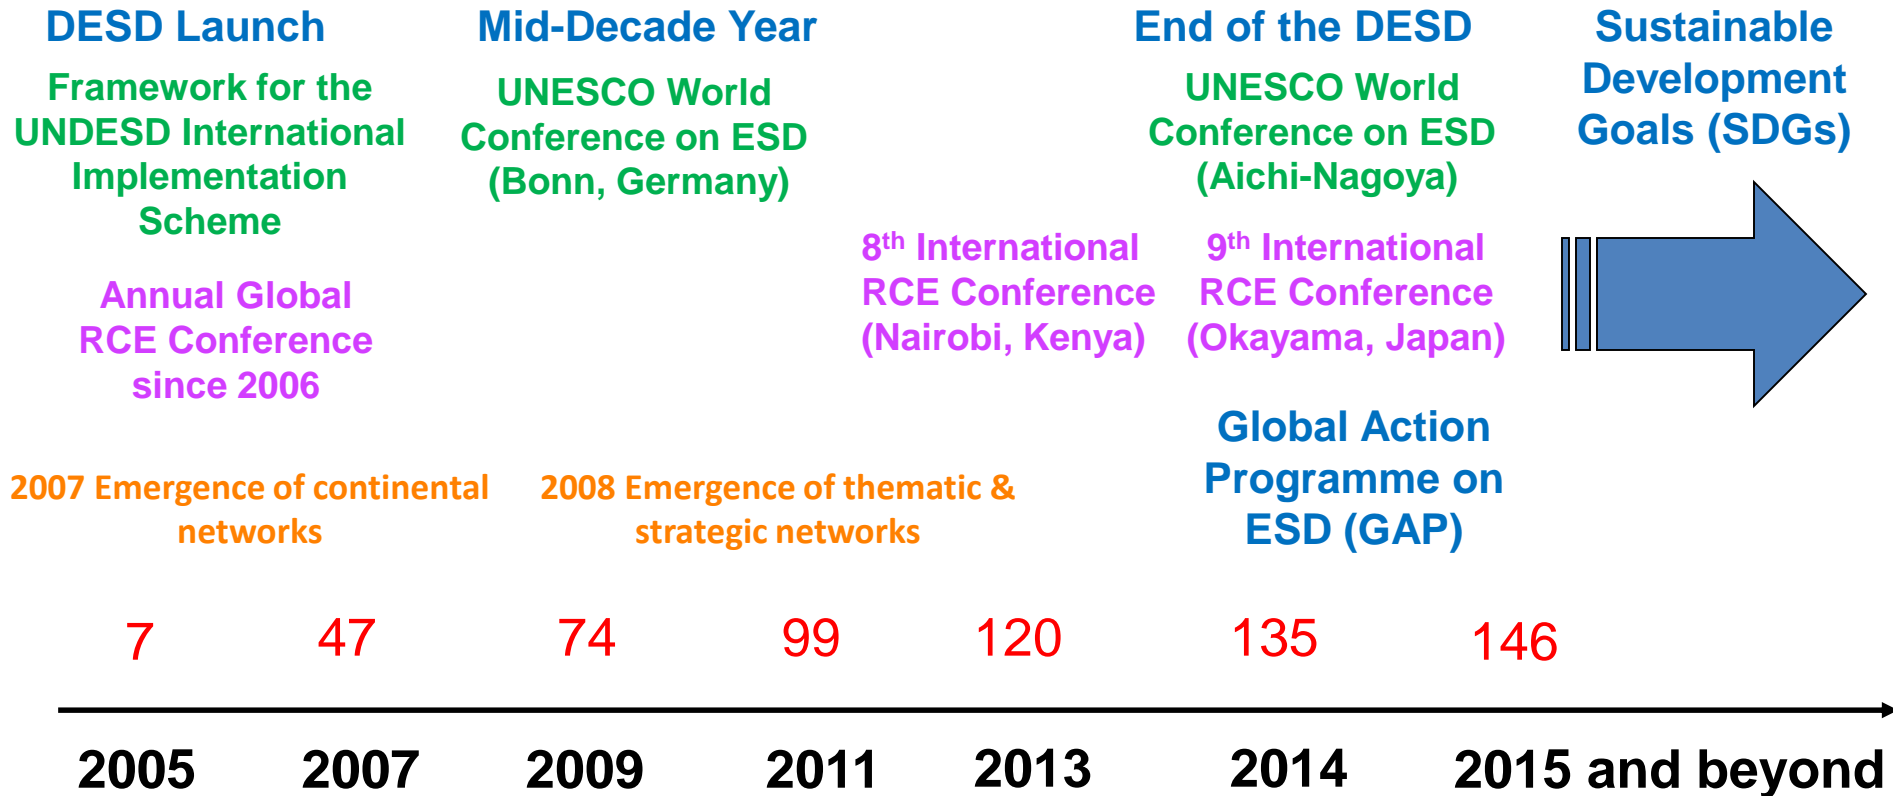 DESD Launch
Framework for the
UNDESD International
Implementation
Scheme
Annual Global
RCE Conference
since 2006
Mid-Decade Year
UNESCO World
Conference on ESD
(Bonn, Germany)
8th International
RCE Conference
(Nairobi, Kenya)
End of the DESD
UNESCO World
Conference on ESD
(Aichi-Nagoya)
9th International
RCE Conference
(Okayama, Japan)
Global Action
Programme on
ESD (GAP)
Sustainable
Development
Goals (SDGs)
2007 Emergence of continental
networks
2008 Emergence of thematic &
strategic networks
7 47 74 99 120 135 146
2005 2007 2009 2011 2013 2014 2015 and beyond